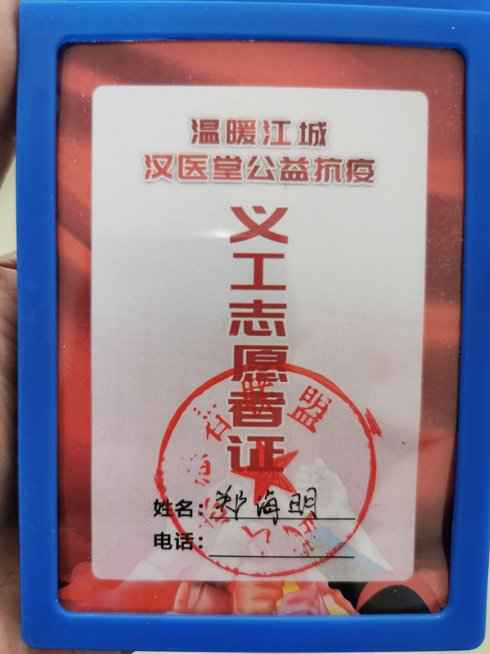 温暖江城
汉医堂公益抗疫
义工志愿者证
姓名：郑海明
电话：